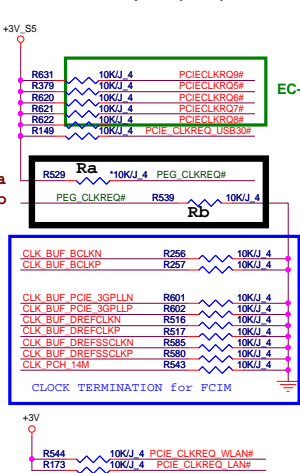 +3V_S5
R631 10K/J_4 PCIECLKRQ9#
R379 10K/J_4 PCIECLKRQ5#
R620 10K/J_4 PCIECLKRQ6#
R621 10K/J_4 PCIECLKRQ7#
R622 10K/J_4 PCIECLKRQ8#
R149 10K/J_4 PCIE_CLKREQ_USB30#
EC-
R529 Ra *10K/J_4 PEG_CLKREQ#
PEG_CLKREQ# R539 Rb 10K/J_4
CLK_BUF_BCLKN R256 10K/J_4
CLK_BUF_BCLKP R257 10K/J_4
CLK_BUF_PCIE_3GPLLN R601 10K/J_4
CLK_BUF_PCIE_3GPLLP R602 10K/J_4
CLK_BUF_DREFCLKN R516 10K/J_4
CLK_BUF_DREFCLKP R517 10K/J_4
CLK_BUF_DREFSSCLKN R585 10K/J_4
CLK_BUF_DREFSSCLKP R580 10K/J_4
CLK_PCH_14M R543 10K/J_4
CLOCK TERMINATION for FCIM
+3V
R544 10K/J_4 PCIE_CLKREQ_WLAN#
R173 10K/J_4 PCIE_CLKREQ_LAN#